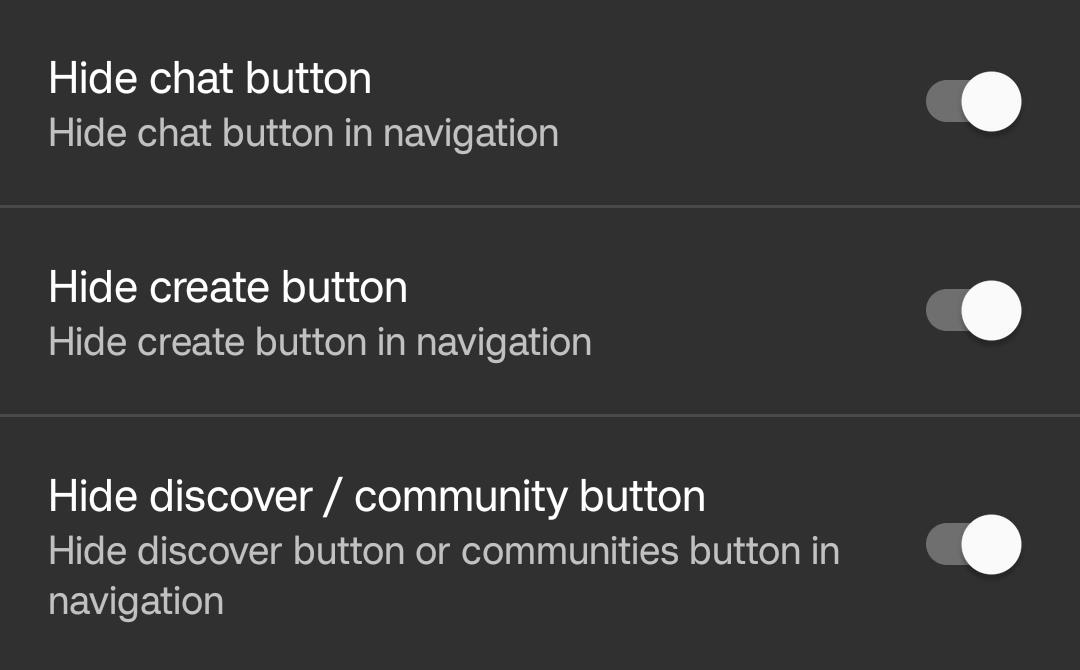 Hide chat button
Hide chat button in navigation
Hide create button
Hide create button in navigation
Hide discover / community button
Hide discover button or communities button in
navigation